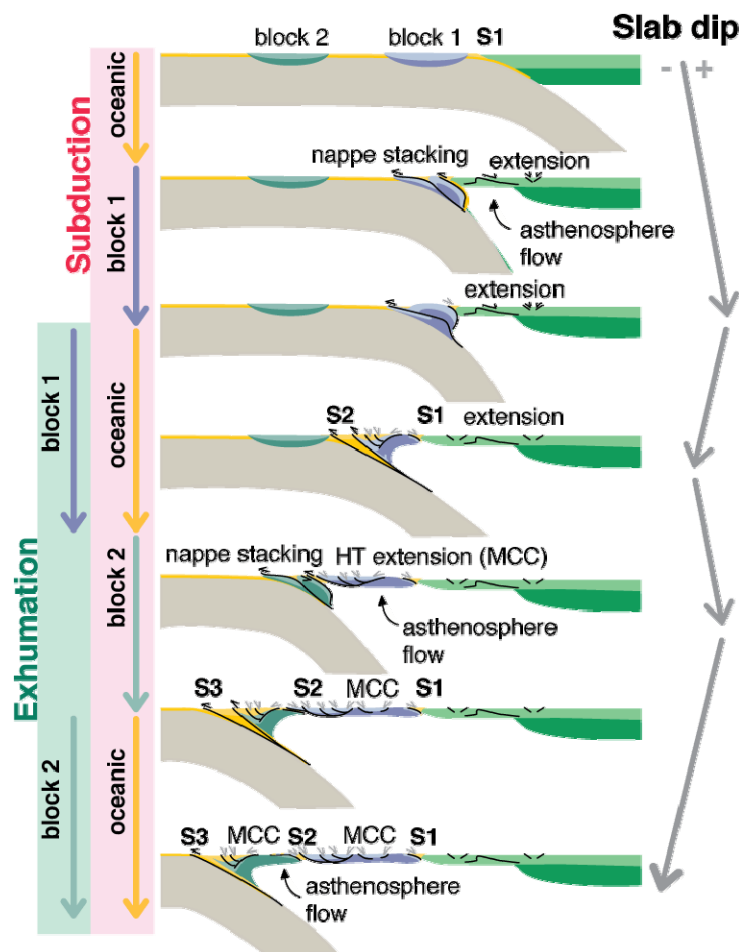 Slab dip
- +
block 2 block 1 S1
Subduction
oceanic
nappe stacking extension
asthenosphere
flow
block 1
extension
Exhumation
block 1
oceanic
S2 S1 extension
nappe stacking HT extension (MCC)
asthenosphere
flow
block 2
S3 S2 MCC S1
block 2
oceanic
S3 MCC S2 MCC S1
asthenosphere
flow